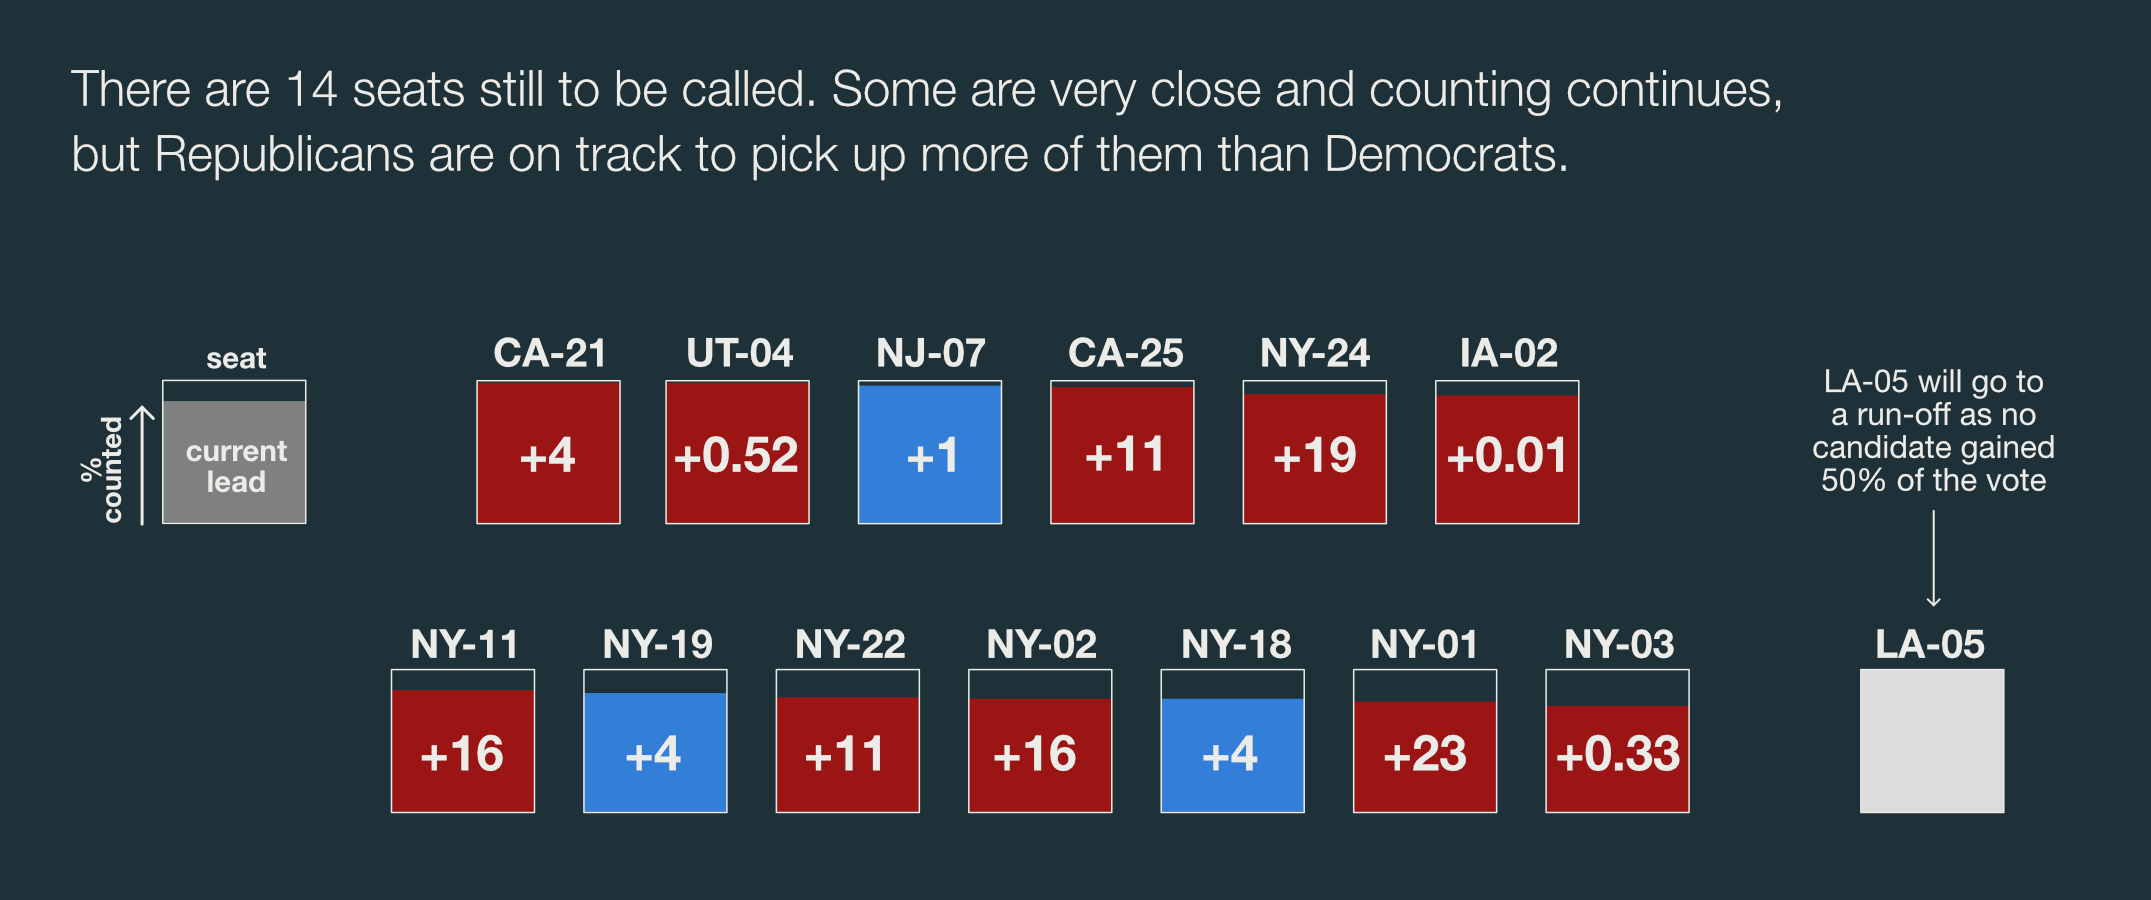 There are 14 seats still to be called. Some are very close and counting continues,
but Republicans are on track to pick up more of them than Democrats.
seat
% counted
current
lead
CA-21
UT-04
NJ-07
CA-25
NY-24
IA-02
+4
+0.52
+1
+11
+19
+0.01
LA-05 will go to
a run-off as no
candidate gained
50% of the vote
NY-11
NY-19
NY-22
NY-02
NY-18
NY-01
NY-03
LA-05
+16
+4
+11
+16
+4
+23
+0.33